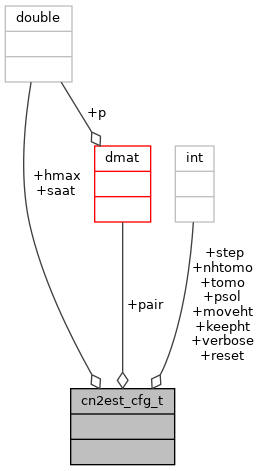 double
+p
dmat
int
+hmax
+saat
+step
+nhtomo
+tomo
+psol
+moveht
+keepht
+verbose
+reset
+pair
cn2est_cfg_t